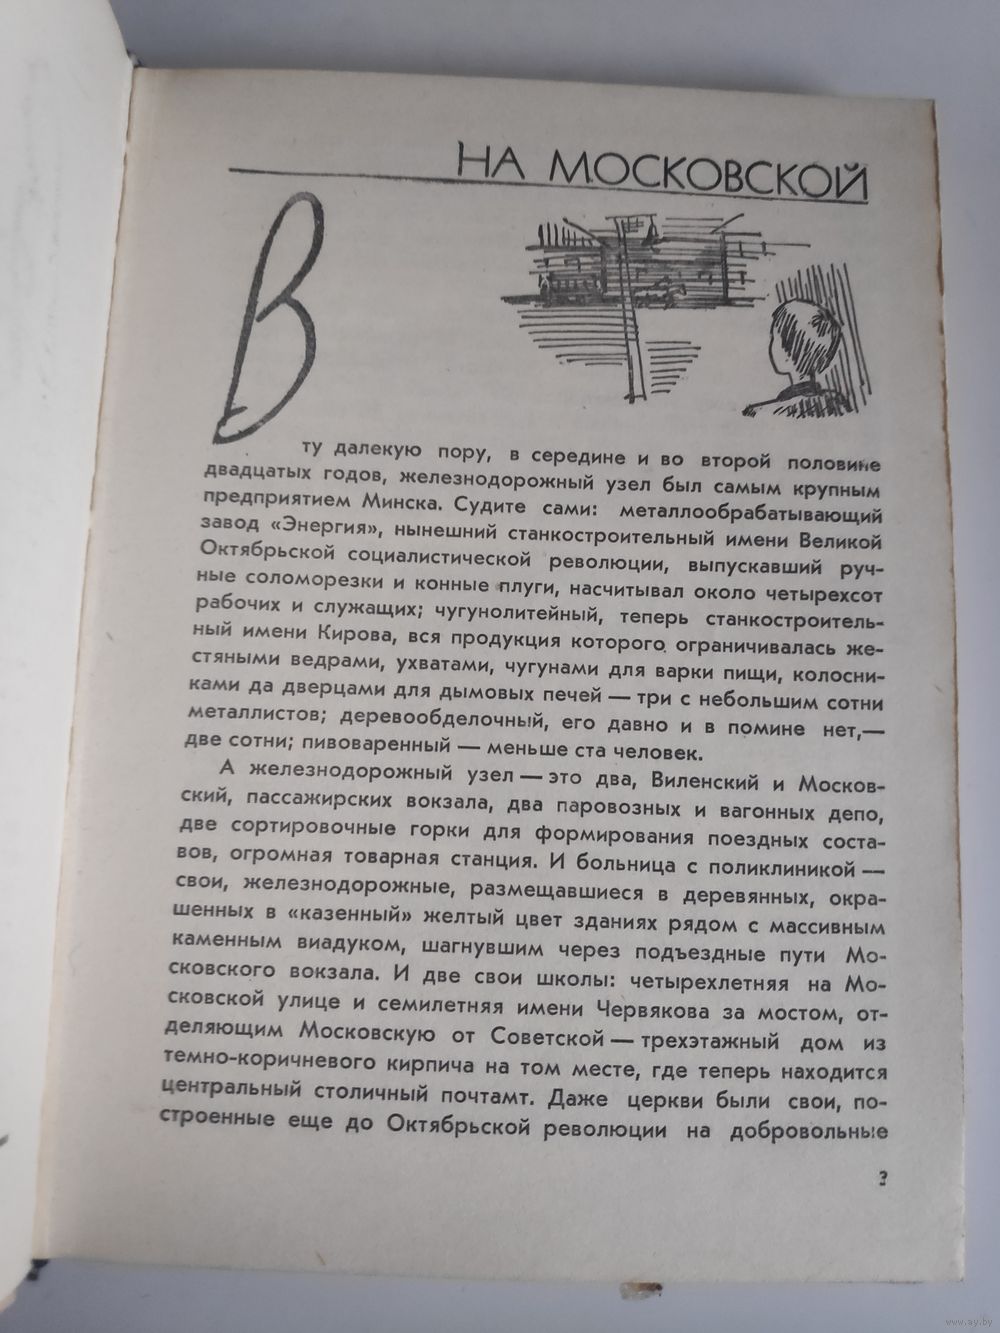 НА МОСКОВСКОЙ
В
ту далекую пору, в середине и во второй половине
двадцатых годов, железнодорожный узел был самым крупным
предприятием Минска. Судите сами: металлообрабатывающий
завод «Энергия», нынешний станкостроительный имени Великой
Октябрьской социалистической революции, выпускавший руч-
ные соломорезки и конные плуги, насчитывал около четырехсот
рабочих и служащих; чугунолитейный, теперь станкостроитель-
ный имени Кирова, вся продукция которого ограничивалась же-
стяными ведрами, ухватами, чугунами для варки пищи, колосни-
ками да дверцами для дымовых печей — три с небольшим сотни
металлистов; деревообделочный, его давно и в помине нет,—
две сотни; пивоваренный — меньше ста человек.
А железнодорожный узел — это два, Виленский и Москов-
ский, пассажирских вокзала, два паровозных и вагонных депо,
две сортировочные горки для формирования поездных соста-
вов, огромная товарная станция. И больница с поликлиникой —
свои, железнодорожные, размещавшиеся в деревянных, окра-
шенных в «казенный» желтый цвет зданиях рядом с массивным
каменным виадуком, шагнувшим через подъездные пути Мо-
сковского вокзала. И две свои школы: четырехлетняя на Мо-
сковской улице и семилетняя имени Червякова за мостом, от-
деляющим Московскую от Советской — трехэтажный дом из
темно-коричневого кирпича на том месте, где теперь находится
центральный столичный почтамт. Даже церкви были свои, по-
строенные еще до Октябрьской революции на добровольные
3
www.ay.by